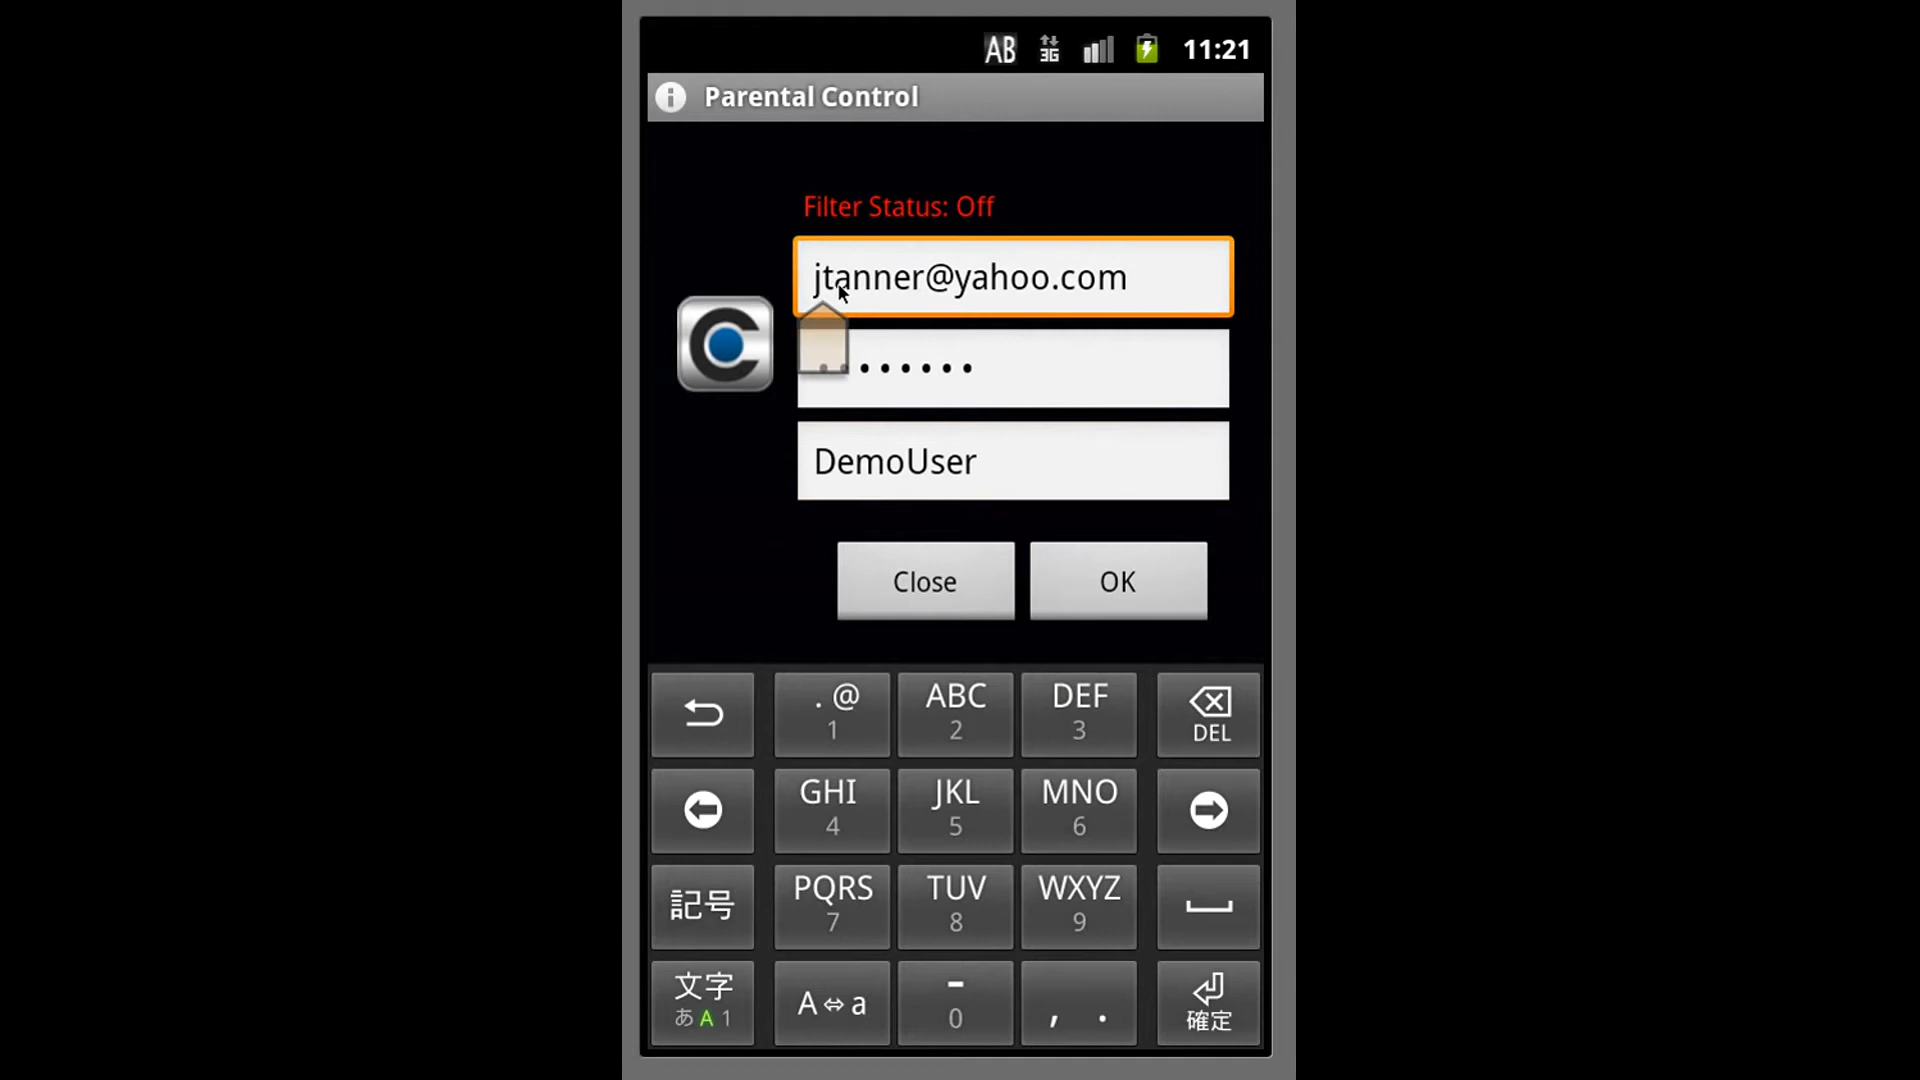 AB 3G 11:21
Parental Control
Filter Status: Off
jtanner@yahoo.com
••••••••
DemoUser
Close OK
. @ ABC DEF
1 2 3 DEL
GHI JKL MNO
4 5 6
記号 PQRS TUV WXYZ
7 8 9
文字 A⇔a - , .
あA1 0 確定